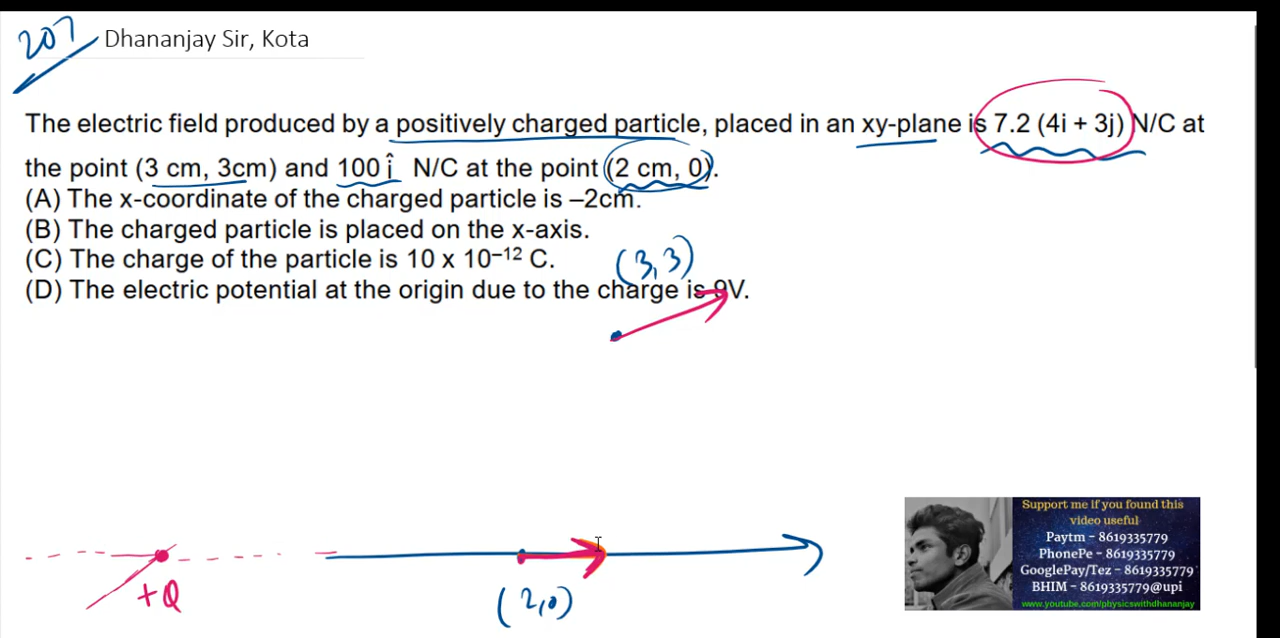 207
Dhananjay Sir, Kota
The electric field produced by a positively charged particle, placed in an xy-plane is 7.2 (4i + 3j) N/C at
the point (3 cm, 3cm) and 100 î N/C at the point (2 cm, 0).
(A) The x-coordinate of the charged particle is –2cm.
(B) The charged particle is placed on the x-axis.
(C) The charge of the particle is 10 x 10⁻¹² C.
(D) The electric potential at the origin due to the charge is 9V.
(3,3)
+Q
(2,0)
Support me if you found this
video useful
Paytm - 8619335779
PhonePe - 8619335779
GooglePay/Tez - 8619335779
BHIM - 8619335779@upi
www.youtube.com/physicswithdhananjay